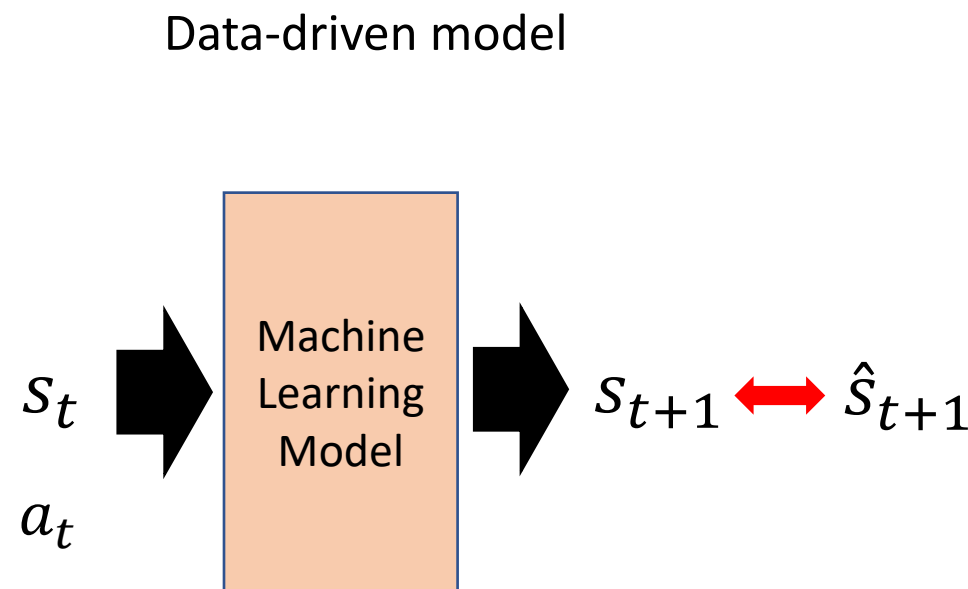 Data-driven model
Machine
Learning
Model
s_t
a_t
s_{t+1}
ŝ_{t+1}